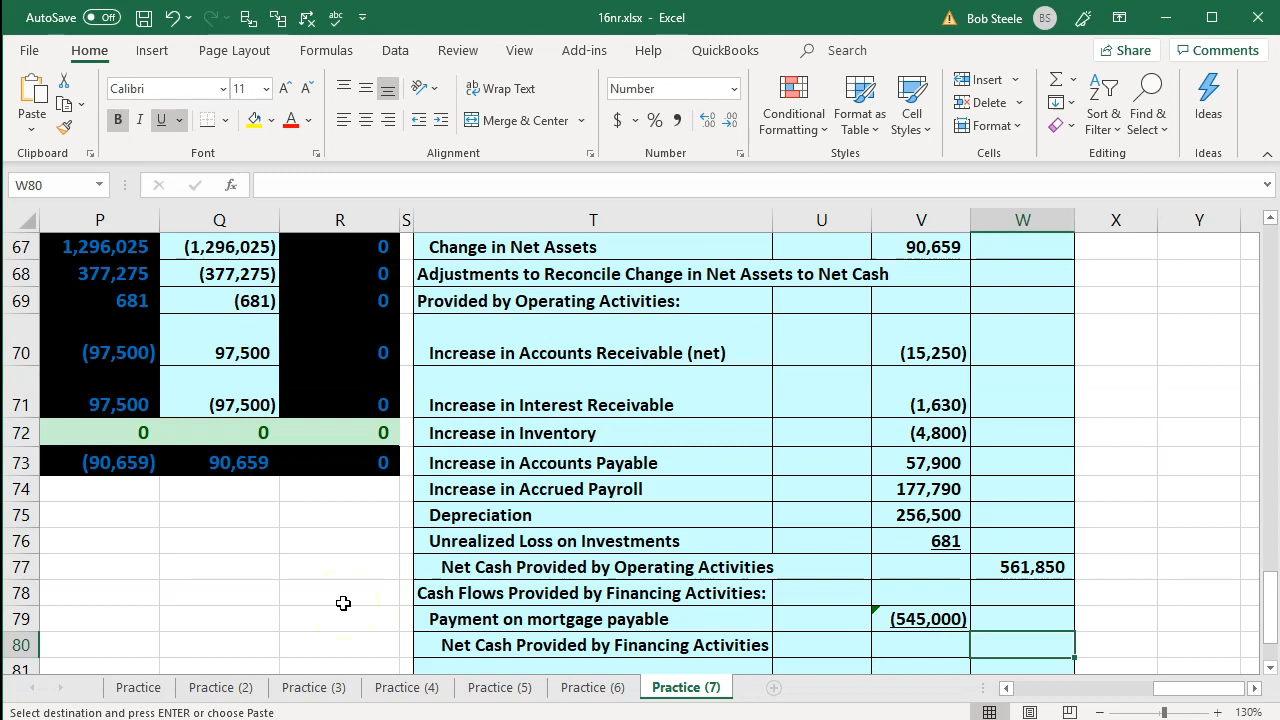 AutoSave Off 16nr.xlsx - Excel Bob Steele BS
File Home Insert Page Layout Formulas Data Review View Add-ins Help QuickBooks Search Share Comments
Calibri 11 Wrap Text Number Insert
Paste Delete Sort & Find & Ideas
B I U Merge & Center $ % Conditional Formatting Format as Table Cell Styles Format Filter Select
Clipboard Font Alignment Number Styles Cells Editing Ideas
W80 fx
P Q R S T U V W X Y
67 1,296,025 (1,296,025) 0 Change in Net Assets 90,659
68 377,275 (377,275) 0 Adjustments to Reconcile Change in Net Assets to Net Cash
69 681 (681) 0 Provided by Operating Activities:
70 (97,500) 97,500 0 Increase in Accounts Receivable (net) (15,250)
71 97,500 (97,500) 0 Increase in Interest Receivable (1,630)
72 0 0 0 Increase in Inventory (4,800)
73 (90,659) 90,659 0 Increase in Accounts Payable 57,900
74 Increase in Accrued Payroll 177,790
75 Depreciation 256,500
76 Unrealized Loss on Investments 681
77 Net Cash Provided by Operating Activities 561,850
78 Cash Flows Provided by Financing Activities:
79 Payment on mortgage payable (545,000)
80 Net Cash Provided by Financing Activities
81
Practice Practice (2) Practice (3) Practice (4) Practice (5) Practice (6) Practice (7)
Select destination and press ENTER or choose Paste 130%